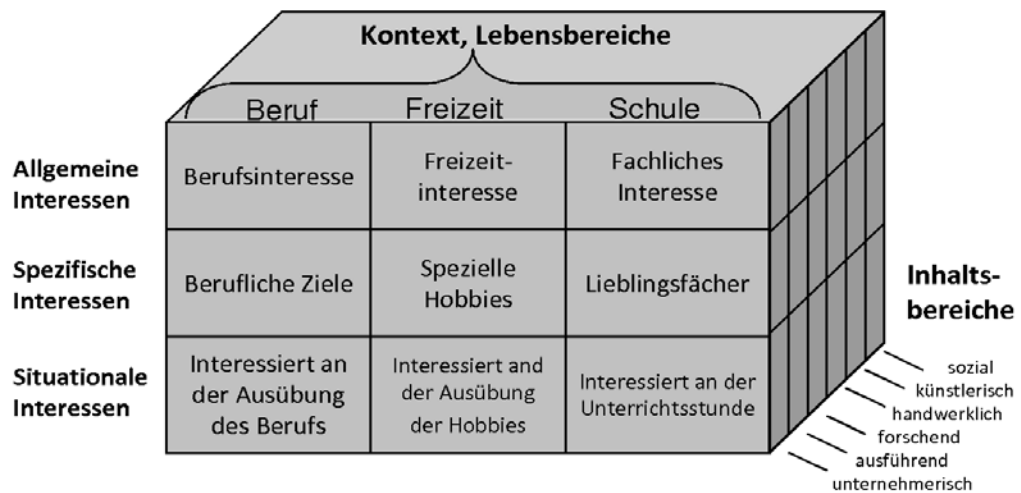 Kontext, Lebensbereiche
Beruf
Freizeit
Schule
Allgemeine
Interessen
Berufsinteresse
Freizeit-
interesse
Fachliches
Interesse
Spezifische
Interessen
Berufliche Ziele
Spezielle
Hobbies
Lieblingsfächer
Situationale
Interessen
Interessiert an
der Ausübung
des Berufs
Interessiert and
der Ausübung
der Hobbies
Interessiert an der
Unterrichtsstunde
Inhalts-
bereiche
sozial
künstlerisch
handwerklich
forschend
ausführend
unternehmerisch